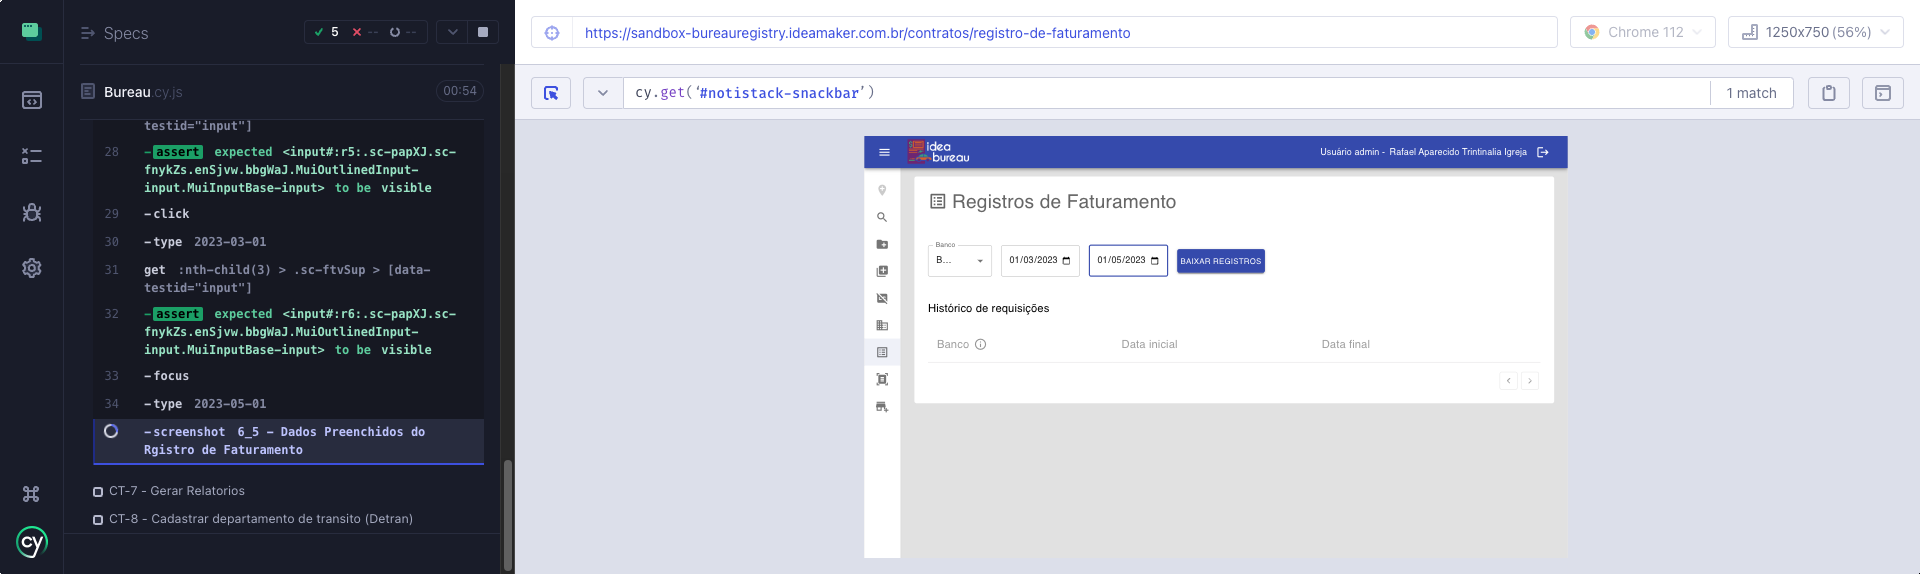 Specs
5
--
--
Bureau.cy.js
00:54
testid="input"]
28 -assert expected <input#:r5:.sc-papXJ.sc-
fnykZs.enSjvw.bbgWaJ.MuiOutlinedInput-
input.MuiInputBase-input> to be visible
29 -click
30 -type 2023-03-01
31 get :nth-child(3) > .sc-ftvSup > [data-
testid="input"]
32 -assert expected <input#:r6:.sc-papXJ.sc-
fnykZs.enSjvw.bbgWaJ.MuiOutlinedInput-
input.MuiInputBase-input> to be visible
33 -focus
34 -type 2023-05-01
-screenshot 6_5 - Dados Preenchidos do
Rgistro de Faturamento
CT-7 - Gerar Relatorios
CT-8 - Cadastrar departamento de transito (Detran)
cy
https://sandbox-bureauregistry.ideamaker.com.br/contratos/registro-de-faturamento
Chrome 112
1250x750 (56%)
cy.get('#notistack-snackbar')
1 match
idea
bureau
Usuário admin - Rafael Aparecido Trintinalia Igreja
Registros de Faturamento
Banco
B...
01/03/2023
01/05/2023
BAIXAR REGISTROS
Histórico de requisições
Banco
Data inicial
Data final